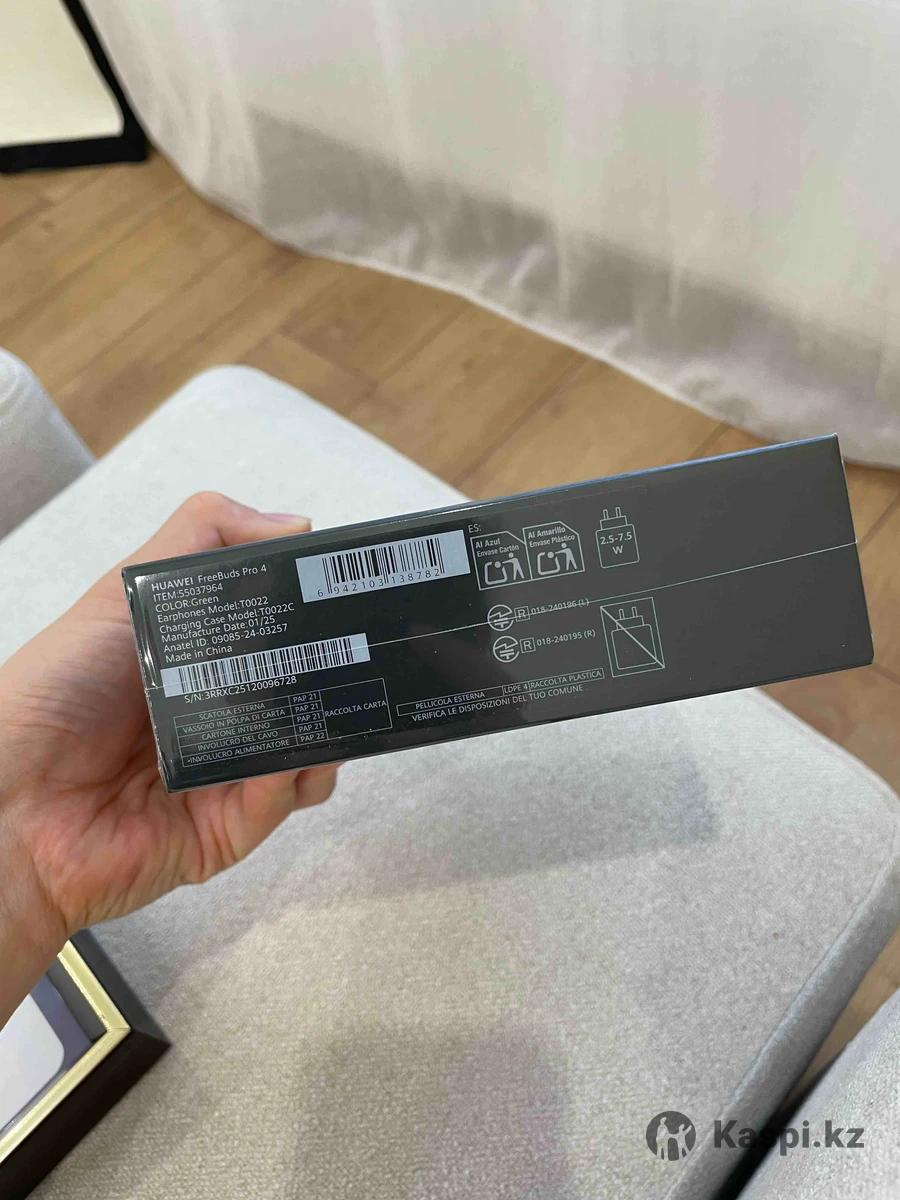 HUAWEI FreeBuds Pro 4
ITEM:55037964
COLOR:Green
Earphones Model:T0022
Charging Case Model:T0022C
Manufacture Date:01/25
Anatel ID: 09085-24-03257
Made in China
6 942103 138782
S/N:3RRXC25120096728
SCATOLA ESTERNA PAP 21
VASSOIO IN POLPA DI CARTA PAP 21
CARTONE INTERNO PAP 21
INVOLUCRO DEL CAVO PAP 21
•INVOLUCRO ALIMENTATORE PAP 22
RACCOLTA CARTA
ES:
Al Azul
Envase Cartón
Al Amarillo
Envase Plástico
2.5-7.5
W
R 018-240196 (L)
R 018-240195 (R)
PELLICOLA ESTERNA LDPE 4 RACCOLTA PLASTICA
VERIFICA LE DISPOSIZIONI DEL TUO COMUNE
Kaspi.kz